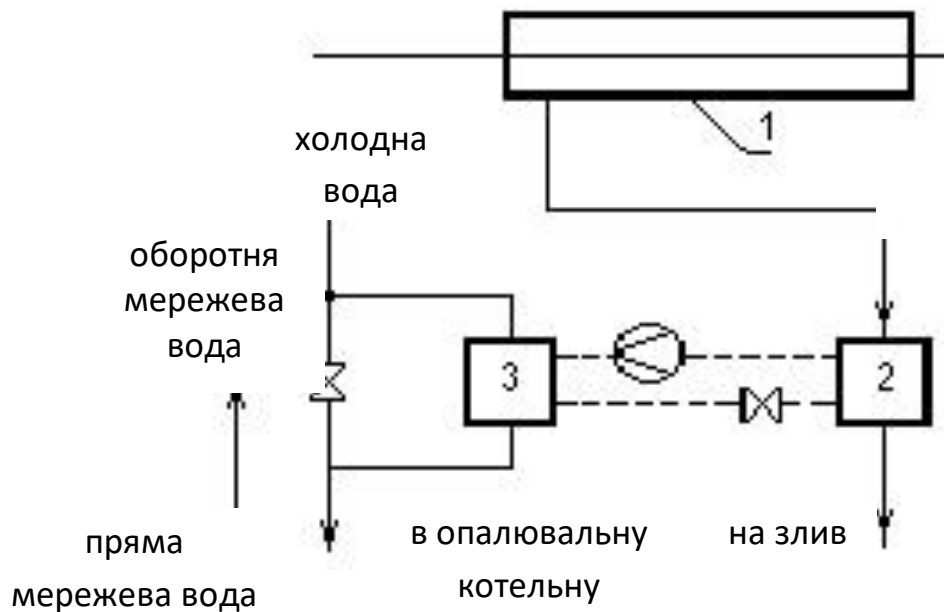 1
холодна
вода
оборотня
мережева
вода
3
2
пряма
мережева вода
в опалювальну
котельну
на злив